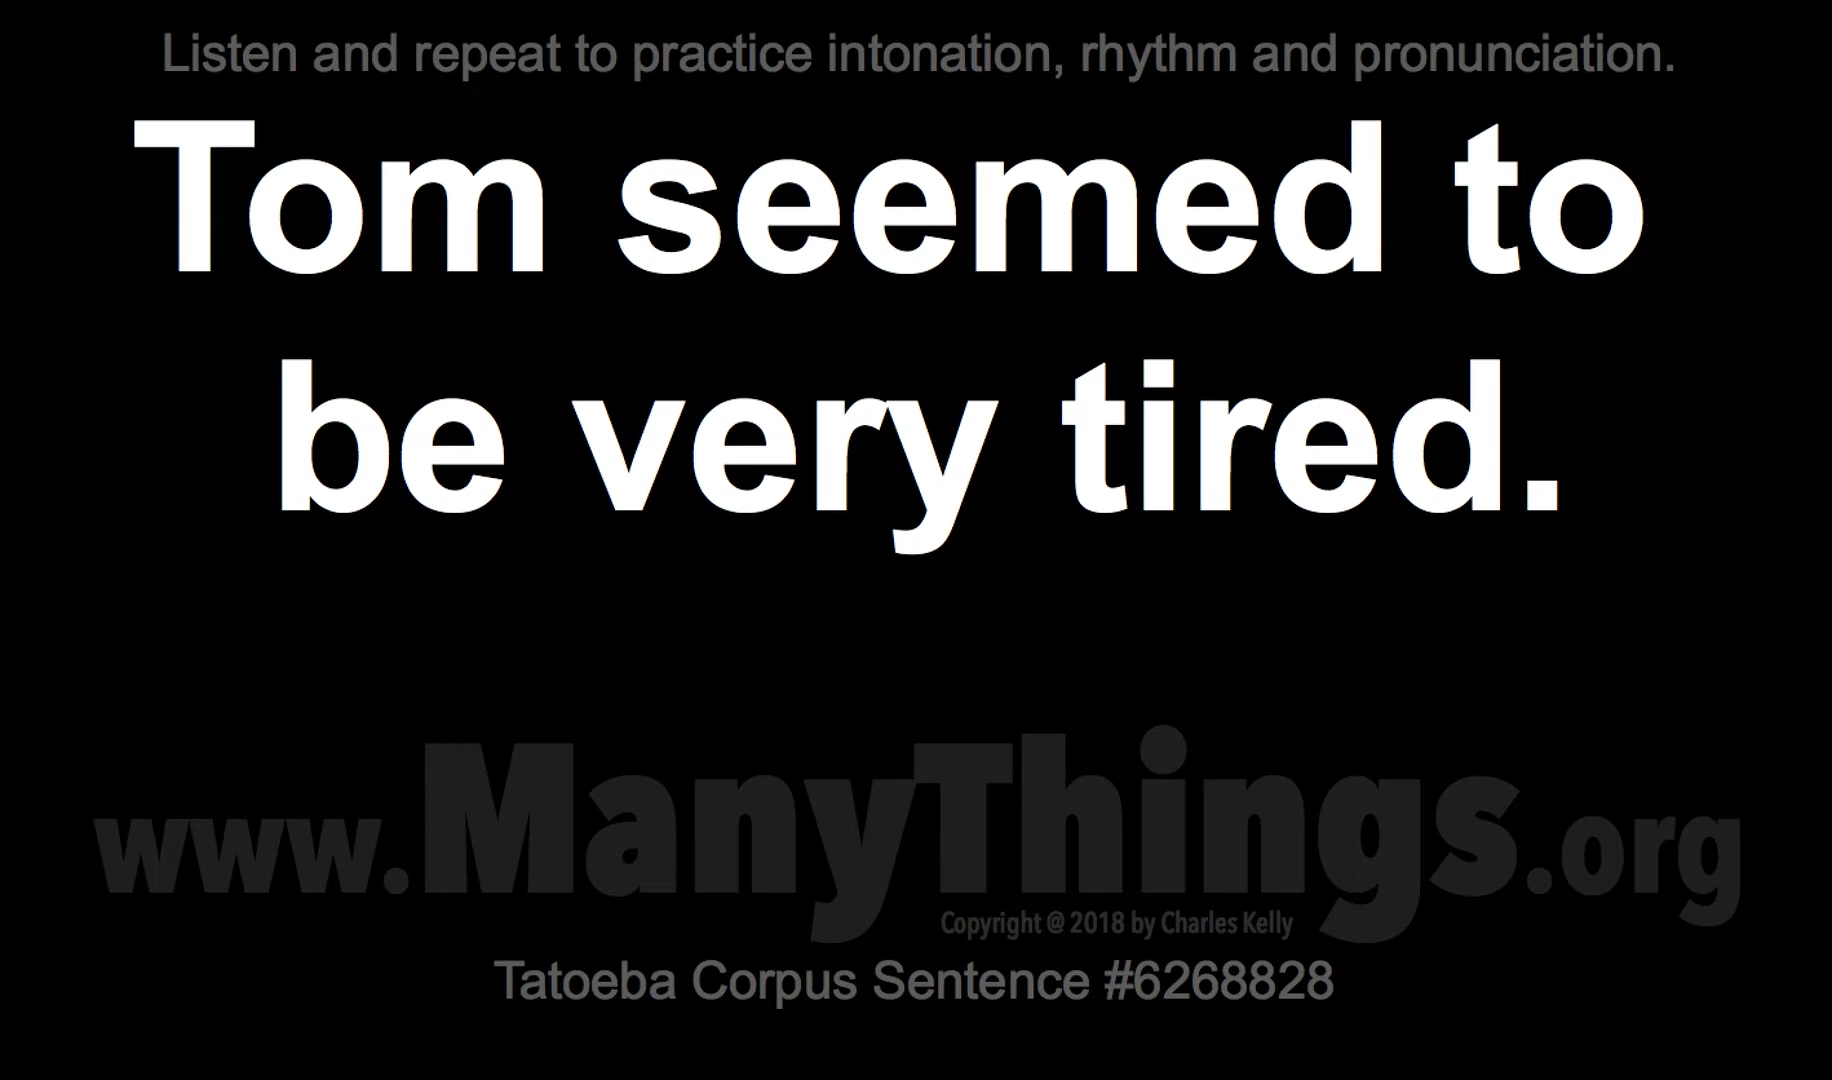 Listen and repeat to practice intonation, rhythm and pronunciation.
Tom seemed to
be very tired.
www.ManyThings.org
Copyright @ 2018 by Charles Kelly
Tatoeba Corpus Sentence #6268828